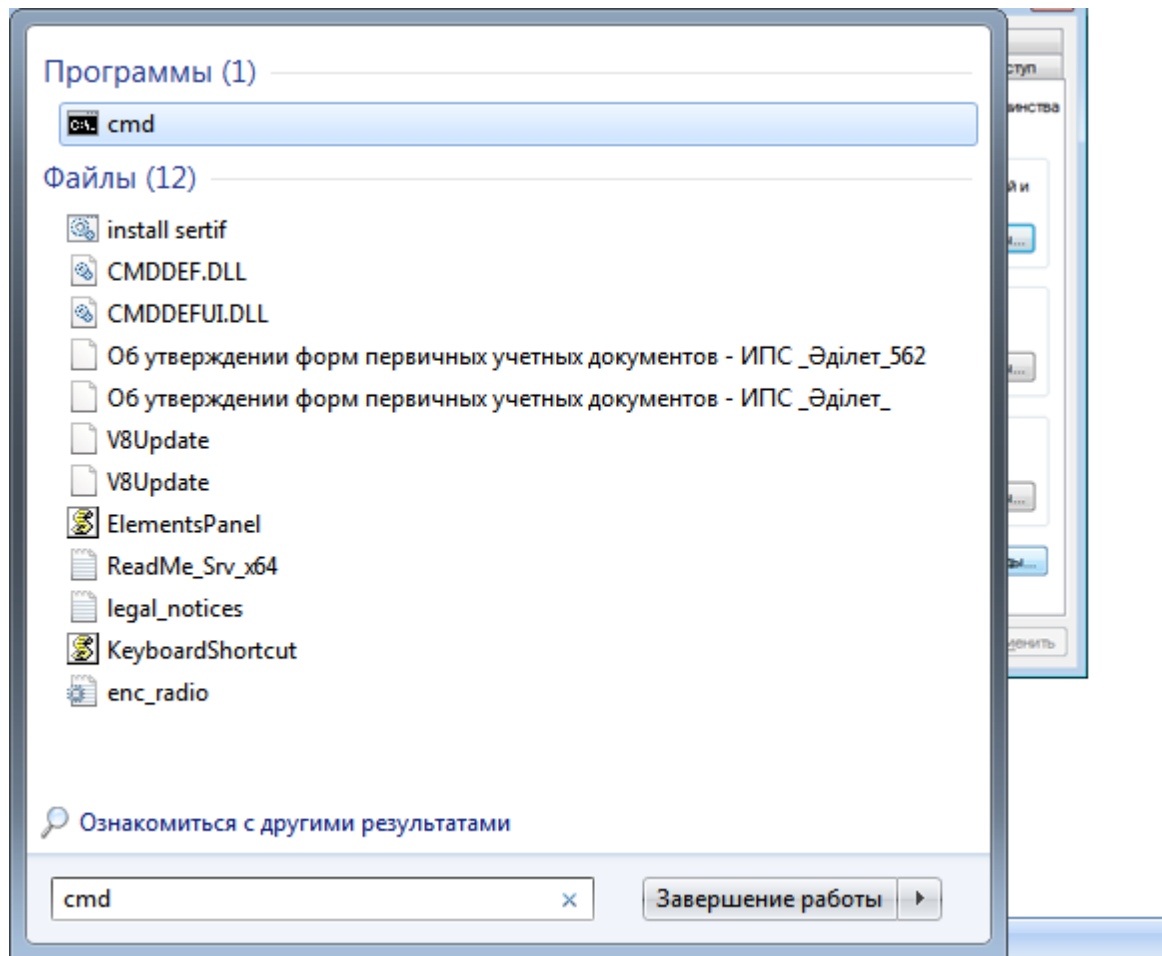 Программы (1)
cmd
Файлы (12)
install sertif
CMDDEF.DLL
CMDDEFUI.DLL
Об утверждении форм первичных учетных документов - ИПС _Әділет_562
Об утверждении форм первичных учетных документов - ИПС _Әділет_
V8Update
V8Update
ElementsPanel
ReadMe_Srv_x64
legal_notices
KeyboardShortcut
enc_radio
Ознакомиться с другими результатами
cmd
Завершение работы